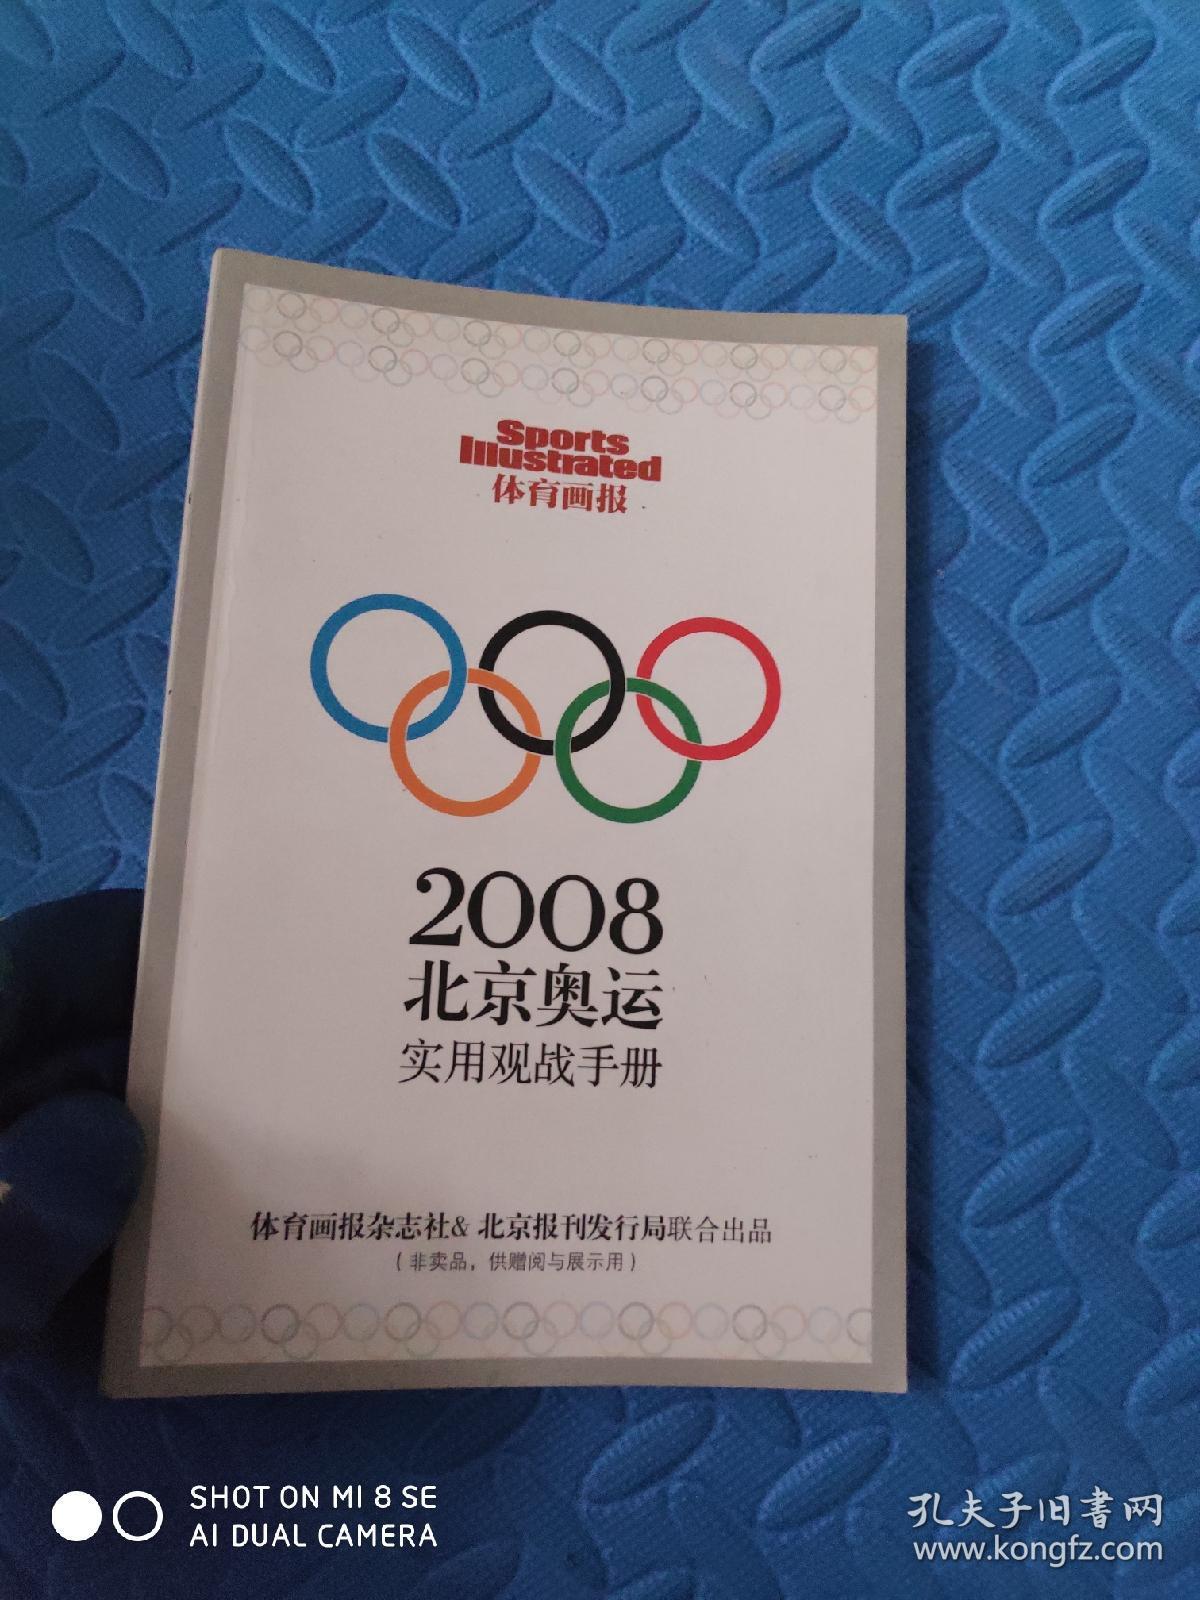 Sports
Illustrated
体育画报
2008
北京奥运
实用观战手册
体育画报杂志社& 北京报刊发行局联合出品
(非卖品，供赠阅与展示用)
SHOT ON MI 8 SE
AI DUAL CAMERA
孔夫子旧書网
www.kongfz.com